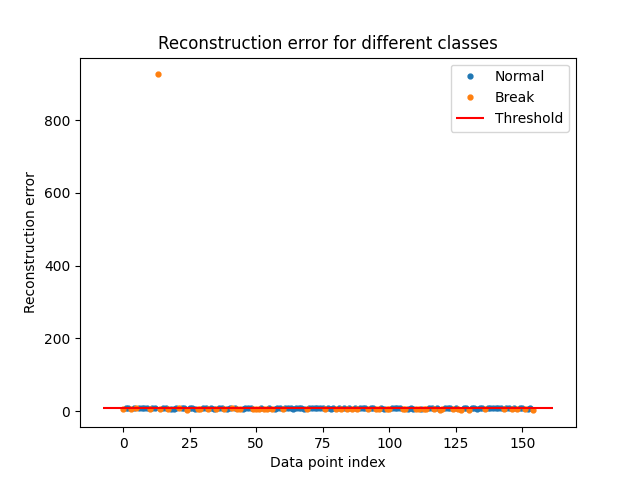 Reconstruction error for different classes
Normal
Break
Threshold
Reconstruction error
800
600
400
200
0
0 25 50 75 100 125 150
Data point index